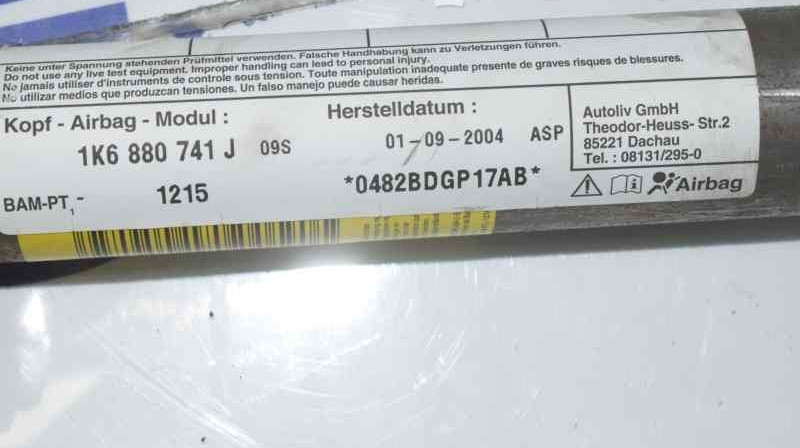 Keine unter Spannung stehenden Prüfmittel verwenden. Falsche Handhabung kann zu Verletzungen führen.
Do not use any live test equipment. Improper handling can lead to personal injury.
No jamais utiliser d'instruments de controle sous tension. Toute manipulation inadequate presente de graves risques de blessures.
No utilizar medios que produzcan tensiones. Un falso manejo puede causar heridas.
Kopf - Airbag - Modul :
1K6 880 741 J 09S
BAM-PT,- 1215
Herstelldatum :
01-09-2004 ASP
*0482BDGP17AB*
Autoliv GmbH
Theodor-Heuss- Str.2
85221 Dachau
Tel. : 08131/295-0
Airbag